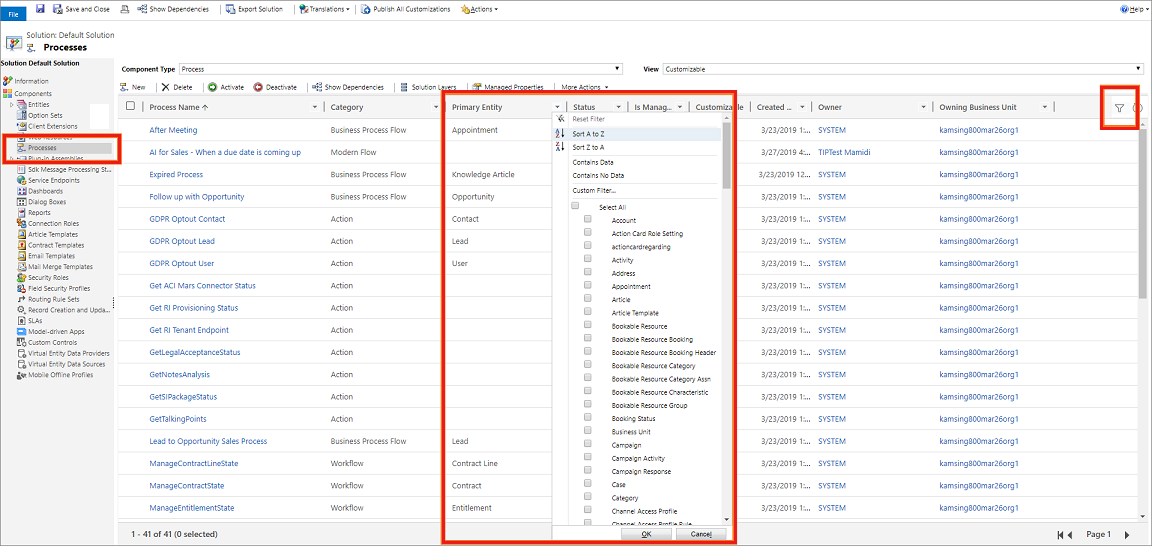 File Save and Close Show Dependencies Export Solution Translations Publish All Customizations Actions Help
Solution: Default Solution
Processes
Solution Default Solution
Information
Components
Entities
Option Sets
Client Extensions
Web Resources
Processes
Plug-in Assemblies
Sdk Message Processing St...
Service Endpoints
Dashboards
Dialog Boxes
Reports
Connection Roles
Article Templates
Contract Templates
Email Templates
Mail Merge Templates
Security Roles
Field Security Profiles
Routing Rule Sets
Record Creation and Upda...
SLAs
Model-driven Apps
Custom Controls
Virtual Entity Data Providers
Virtual Entity Data Sources
Mobile Offline Profiles
Component Type Process View Customizable
New Delete Activate Deactivate Show Dependencies Solution Layers Managed Properties More Actions
Process Name Category Primary Entity Status Is Manag... Customizable Created ... Owner Owning Business Unit
After Meeting Business Process Flow Appointment 3/23/2019 1:... SYSTEM kamsing800mar26org1
AI for Sales - When a due date is coming up Modern Flow 3/27/2019 4:... TIPTest Mamidi kamsing800mar26org1
Expired Process Business Process Flow Knowledge Article 3/23/2019 12... SYSTEM kamsing800mar26org1
Follow up with Opportunity Business Process Flow Opportunity 3/23/2019 1:... SYSTEM kamsing800mar26org1
GDPR Optout Contact Action Contact 3/23/2019 1:... SYSTEM kamsing800mar26org1
GDPR Optout Lead Action Lead 3/23/2019 1:... SYSTEM kamsing800mar26org1
GDPR Optout User Action User 3/23/2019 1:... SYSTEM kamsing800mar26org1
Get ACI Mars Connector Status Action 3/23/2019 1:... SYSTEM kamsing800mar26org1
Get RI Provisioning Status Action 3/23/2019 1:... SYSTEM kamsing800mar26org1
Get RI Tenant Endpoint Action 3/23/2019 1:... SYSTEM kamsing800mar26org1
GetLegalAcceptanceStatus Action 3/23/2019 1:... SYSTEM kamsing800mar26org1
GetNotesAnalysis Action 3/23/2019 1:... SYSTEM kamsing800mar26org1
GetSIPackageStatus Action 3/23/2019 1:... SYSTEM kamsing800mar26org1
GetTalkingPoints Action 3/23/2019 1:... SYSTEM kamsing800mar26org1
Lead to Opportunity Sales Process Business Process Flow Lead 3/23/2019 1:... SYSTEM kamsing800mar26org1
ManageContractLineState Workflow Contract Line 3/23/2019 1:... SYSTEM kamsing800mar26org1
ManageContractState Workflow Contract 3/23/2019 1:... SYSTEM kamsing800mar26org1
ManageEntitlementState Workflow Entitlement 3/23/2019 1:... SYSTEM kamsing800mar26org1
Reset Filter
Sort A to Z
Sort Z to A
Contains Data
Contains No Data
Custom Filter...
Select All
Account
Action Card Role Setting
actioncardregarding
Activity
Address
Appointment
Article
Article Template
Bookable Resource
Bookable Resource Booking
Bookable Resource Booking Header
Bookable Resource Category
Bookable Resource Category Assn
Bookable Resource Characteristic
Bookable Resource Group
Booking Status
Business Unit
Campaign
Campaign Activity
Campaign Response
Case
Category
Channel Access Profile
Channel Access Profile Rule
OK Cancel
1 - 41 of 41 (0 selected) Page 1